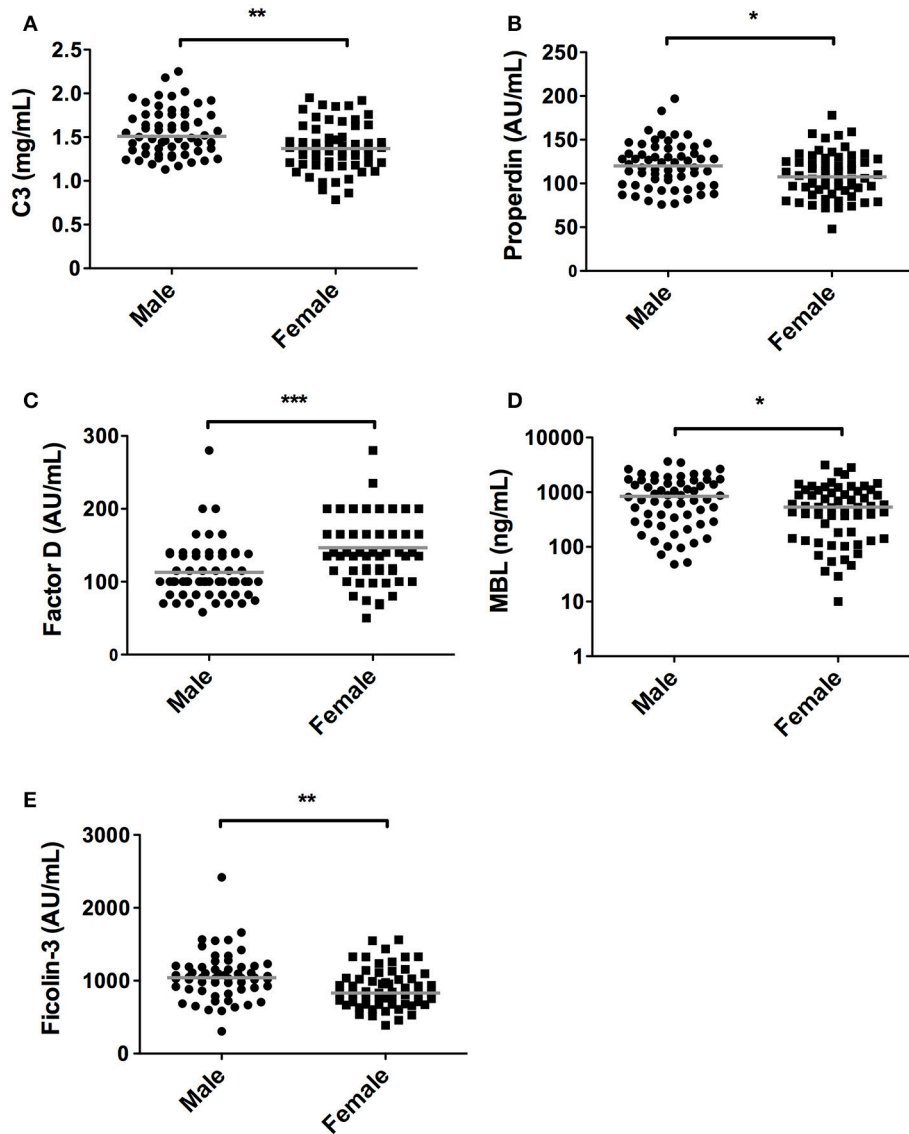 A
**
C3 (mg/mL)
2.5
2.0
1.5
1.0
0.5
0
Male
Female
B
*
Properdin (AU/mL)
250
200
150
100
50
0
Male
Female
C
***
Factor D (AU/mL)
300
200
100
0
Male
Female
D
*
MBL (ng/mL)
10000
1000
100
10
1
Male
Female
E
**
Ficolin-3 (AU/mL)
3000
2000
1000
0
Male
Female